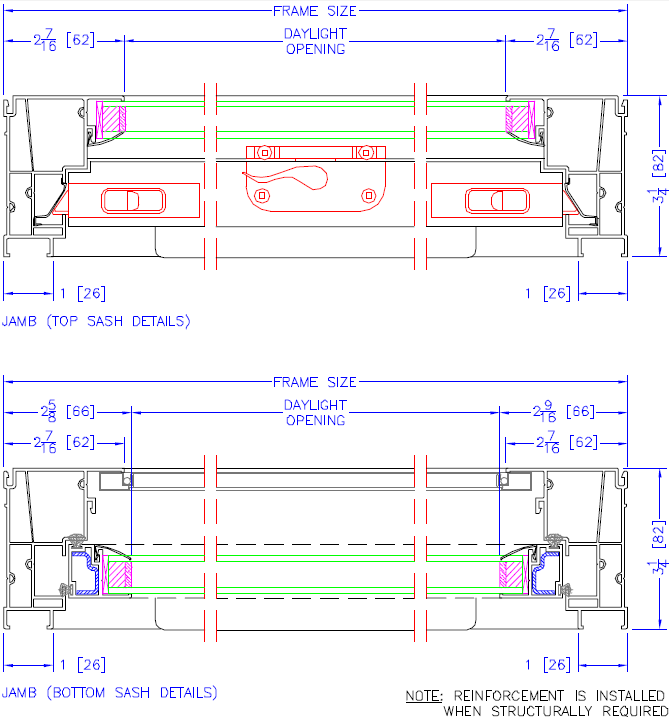 FRAME SIZE
2 7/16 [62] DAYLIGHT OPENING 2 7/16 [62]
3 1/4 [82]
1 [26] 1 [26]
JAMB (TOP SASH DETAILS)
FRAME SIZE
2 5/8 [66] DAYLIGHT OPENING 2 9/16 [66]
2 7/16 [62] 2 7/16 [62]
3 1/4 [82]
1 [26] 1 [26]
JAMB (BOTTOM SASH DETAILS)
NOTE: REINFORCEMENT IS INSTALLED
WHEN STRUCTURALLY REQUIRED